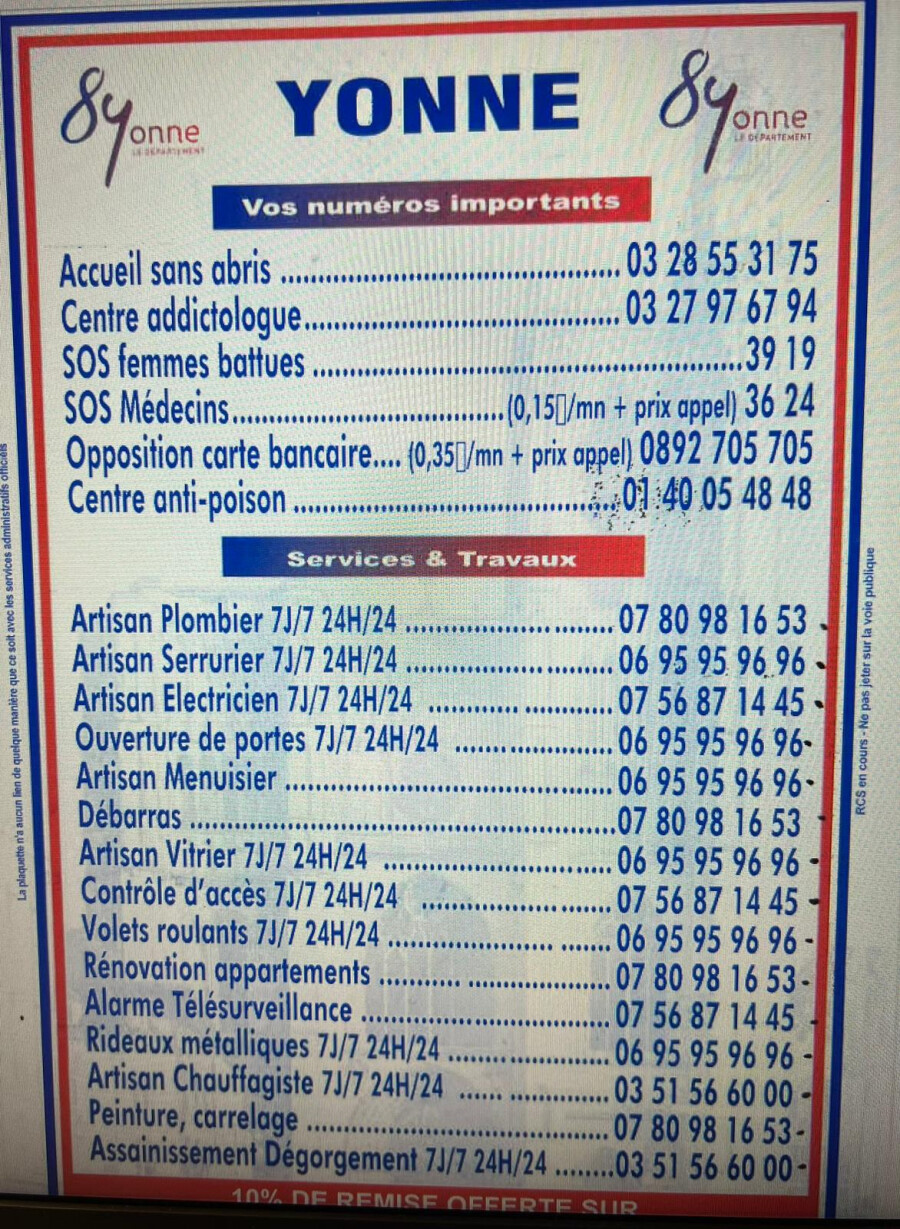 89onne
LE DÉPARTEMENT
YONNE
89onne
LE DÉPARTEMENT
Vos numéros importants
Accueil sans abris ........................................ 03 28 55 31 75
Centre addictologue...................................... 03 27 97 67 94
SOS femmes battues ..................................................39 19
SOS Médecins................................(0,15▯/mn + prix appel) 36 24
Opposition carte bancaire.... (0,35▯/mn + prix appel) 0892 705 705
Centre anti-poison ...................................... 01 40 05 48 48
Services & Travaux
Artisan Plombier 7J/7 24H/24 ........................... 07 80 98 16 53
Artisan Serrurier 7J/7 24H/24 ........................... 06 95 95 96 96
Artisan Electricien 7J/7 24H/24 ........................ 07 56 87 14 45
Ouverture de portes 7J/7 24H/24 ..................... 06 95 95 96 96-
Artisan Menuisier .......................................... 06 95 95 96 96-
Débarras .....................................................07 80 98 16 53
Artisan Vitrier 7J/7 24H/24 ............................ 06 95 95 96 96 -
Contrôle d'accès 7J/7 24H/24 ........................ 07 56 87 14 45 -
Volets roulants 7J/7 24H/24 ............................ 06 95 95 96 96 -
Rénovation appartements ............................. 07 80 98 16 53-
Alarme Télésurveillance ................................ 07 56 87 14 45 -
Rideaux métalliques 7J/7 24H/24 .................... 06 95 95 96 96 -
Artisan Chauffagiste 7J/7 24H/24 ................... 03 51 56 60 00 -
Peinture, carrelage ...................................... 07 80 98 16 53-
Assainissement Dégorgement 7J/7 24H/24 ........03 51 56 60 00-
10% DE REMISE OFFERTE SUR
La plaquette n'a aucun lien de quelque manière que ce soit avec les services administratifs officiels
RCS en cours - Ne pas jeter sur la voie publique